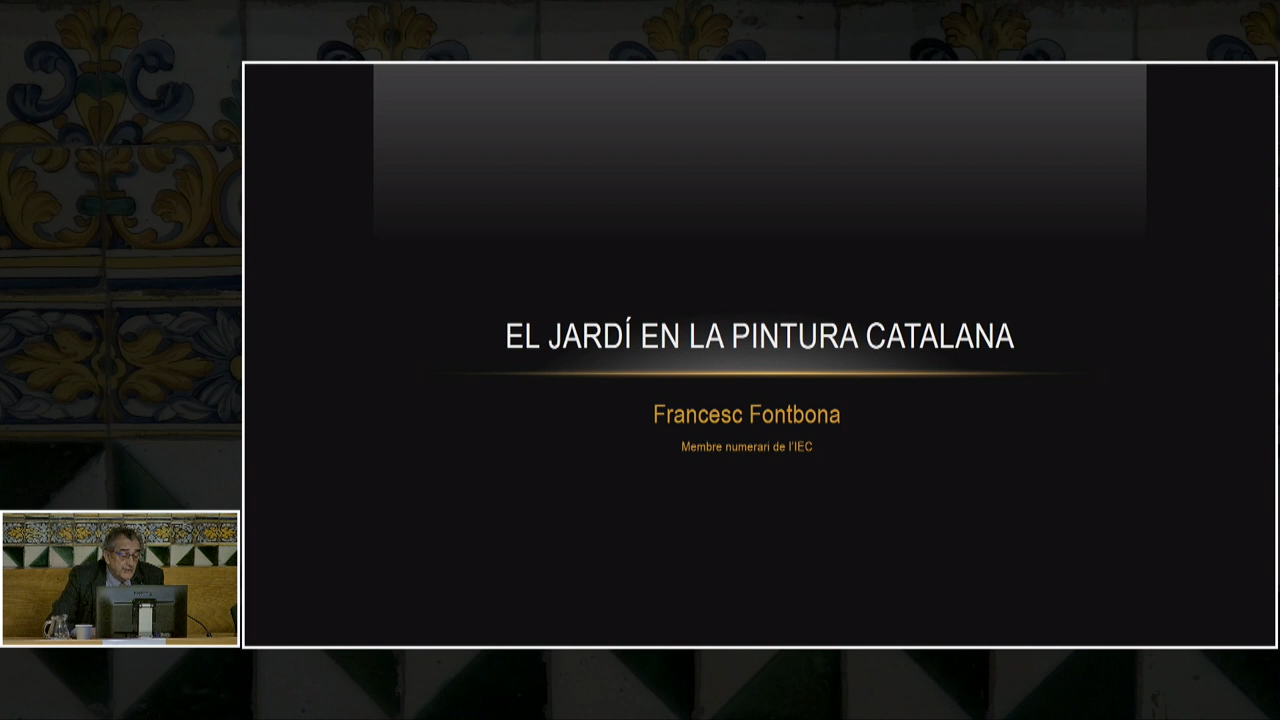 EL JARDÍ EN LA PINTURA CATALANA
Francesc Fontbona
Membre numerari de l'IEC